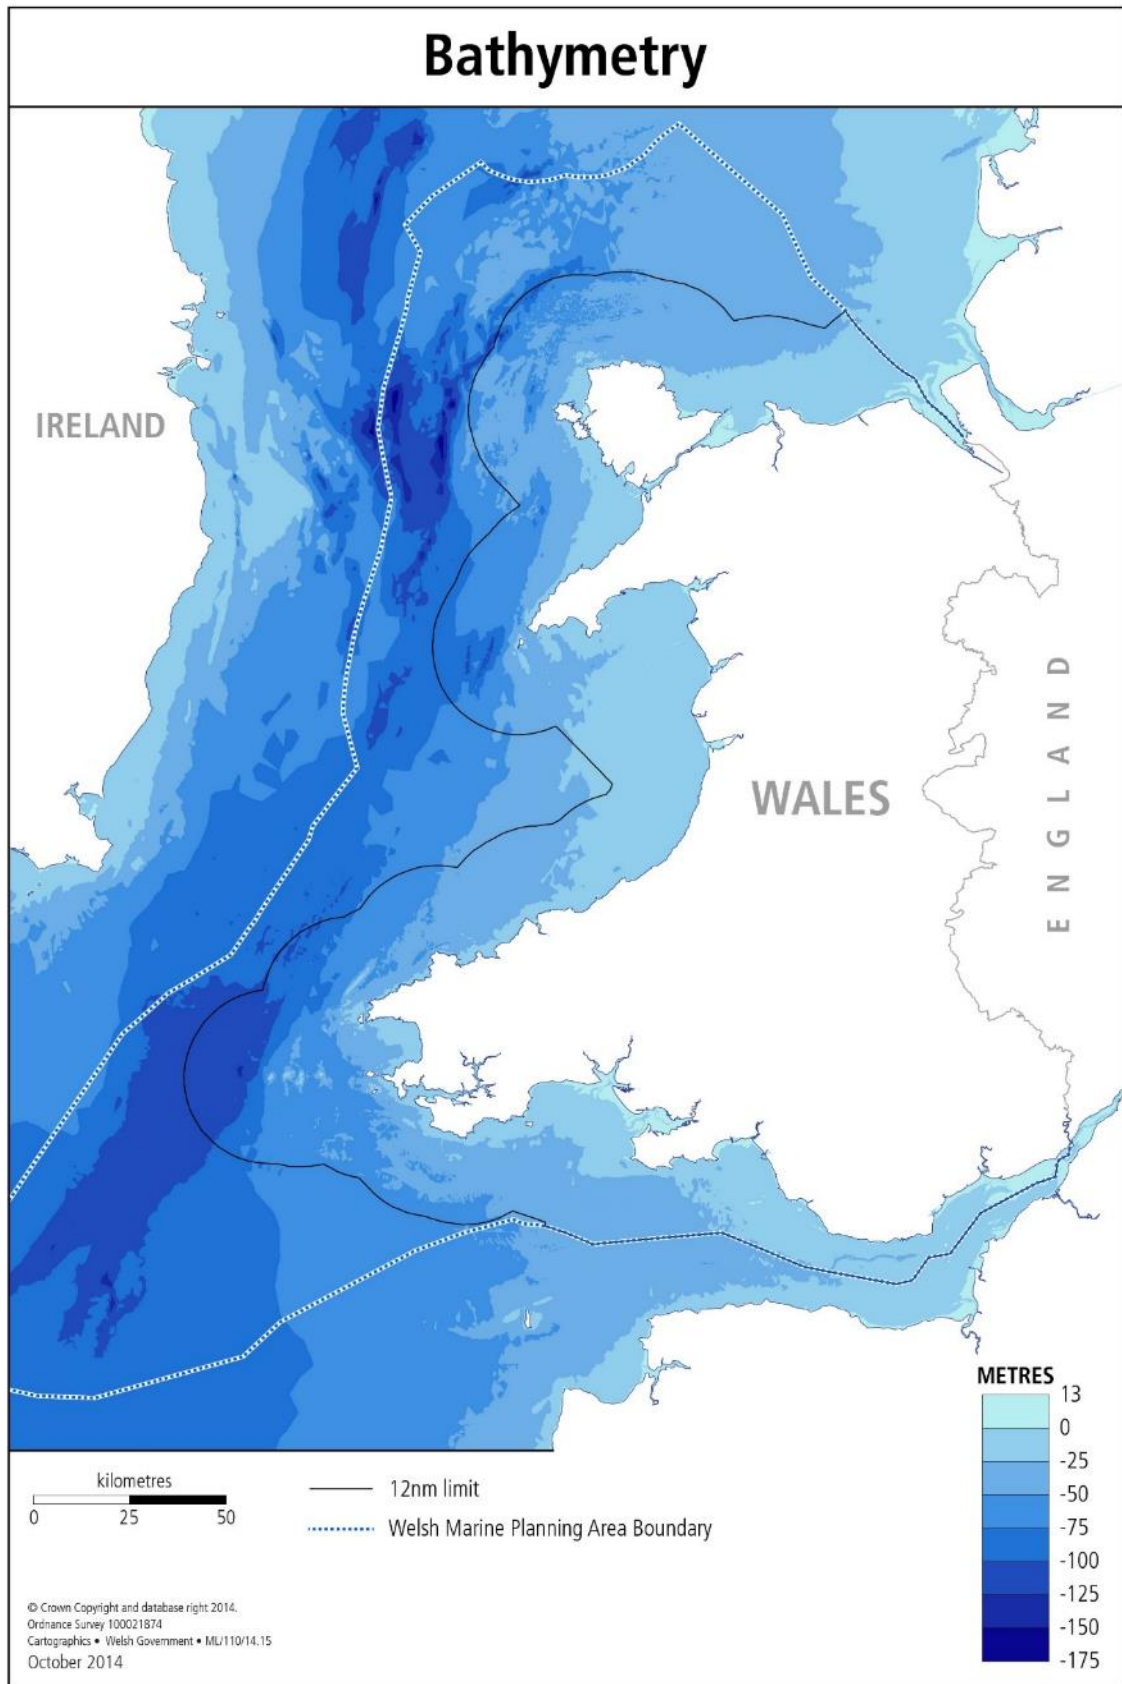 Bathymetry
IRELAND
WALES
ENGLAND
METRES
13
0
-25
-50
-75
-100
-125
-150
-175
kilometres
0 25 50
12nm limit
Welsh Marine Planning Area Boundary
© Crown Copyright and database right 2014.
Ordnance Survey 100021874
Cartographics • Welsh Government • ML/110/14.15
October 2014